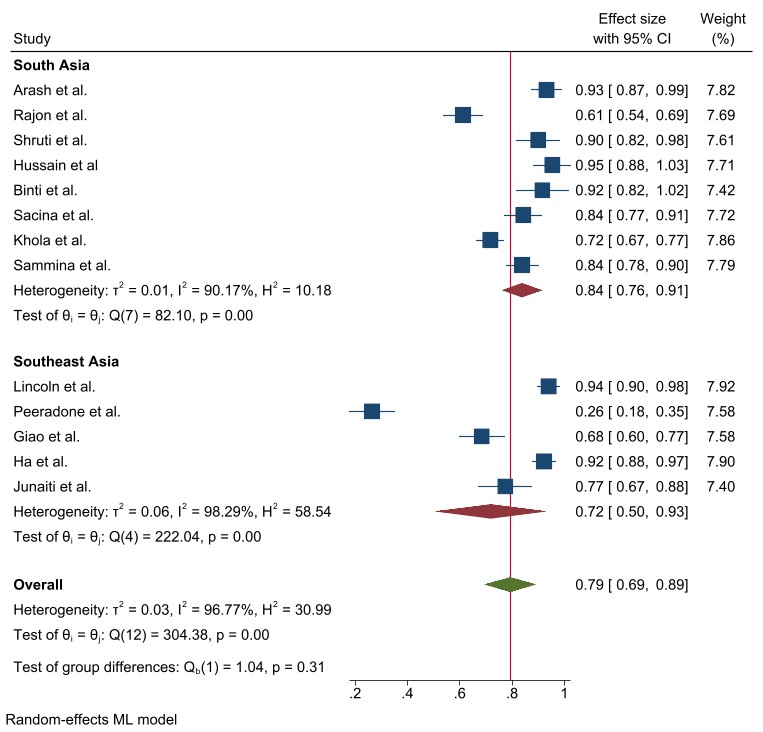 Effect size Weight
Study with 95% CI (%)
South Asia
Arash et al. 0.93 [ 0.87, 0.99] 7.82
Rajon et al. 0.61 [ 0.54, 0.69] 7.69
Shruti et al. 0.90 [ 0.82, 0.98] 7.61
Hussain et al 0.95 [ 0.88, 1.03] 7.71
Binti et al. 0.92 [ 0.82, 1.02] 7.42
Sacina et al. 0.84 [ 0.77, 0.91] 7.72
Khola et al. 0.72 [ 0.67, 0.77] 7.86
Sammina et al. 0.84 [ 0.78, 0.90] 7.79
Heterogeneity: τ² = 0.01, I² = 90.17%, H² = 10.18 0.84 [ 0.76, 0.91]
Test of θᵢ = θⱼ: Q(7) = 82.10, p = 0.00
Southeast Asia
Lincoln et al. 0.94 [ 0.90, 0.98] 7.92
Peeradone et al. 0.26 [ 0.18, 0.35] 7.58
Giao et al. 0.68 [ 0.60, 0.77] 7.58
Ha et al. 0.92 [ 0.88, 0.97] 7.90
Junaiti et al. 0.77 [ 0.67, 0.88] 7.40
Heterogeneity: τ² = 0.06, I² = 98.29%, H² = 58.54 0.72 [ 0.50, 0.93]
Test of θᵢ = θⱼ: Q(4) = 222.04, p = 0.00
Overall 0.79 [ 0.69, 0.89]
Heterogeneity: τ² = 0.03, I² = 96.77%, H² = 30.99
Test of θᵢ = θⱼ: Q(12) = 304.38, p = 0.00
Test of group differences: Q_b(1) = 1.04, p = 0.31
.2 .4 .6 .8 1
Random-effects ML model